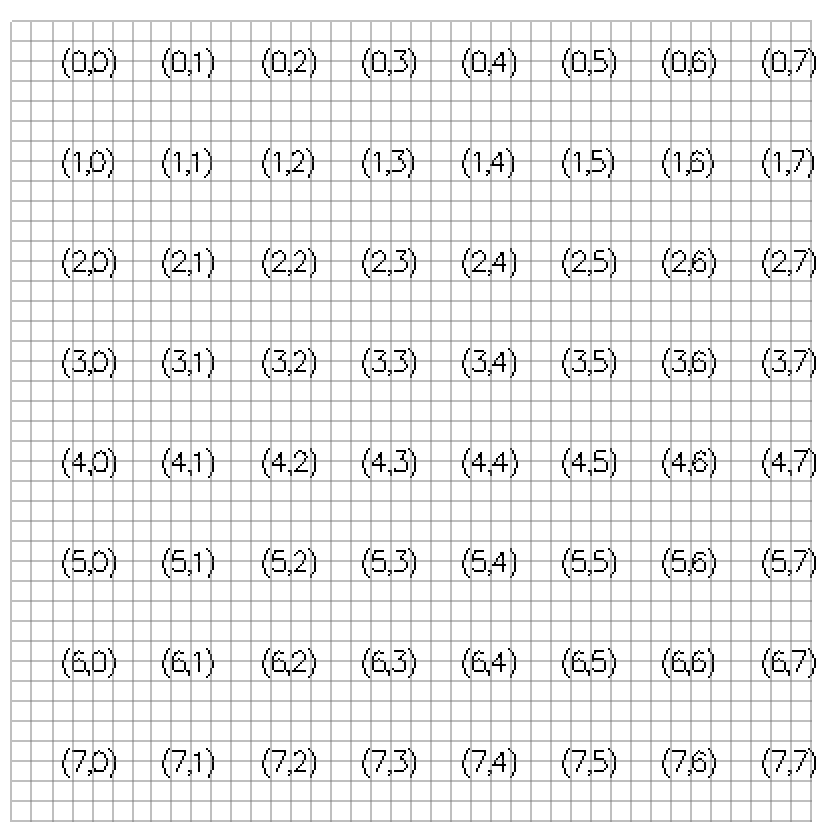 (0,0) (0,1) (0,2) (0,3) (0,4) (0,5) (0,6) (0,7)
(1,0) (1,1) (1,2) (1,3) (1,4) (1,5) (1,6) (1,7)
(2,0) (2,1) (2,2) (2,3) (2,4) (2,5) (2,6) (2,7)
(3,0) (3,1) (3,2) (3,3) (3,4) (3,5) (3,6) (3,7)
(4,0) (4,1) (4,2) (4,3) (4,4) (4,5) (4,6) (4,7)
(5,0) (5,1) (5,2) (5,3) (5,4) (5,5) (5,6) (5,7)
(6,0) (6,1) (6,2) (6,3) (6,4) (6,5) (6,6) (6,7)
(7,0) (7,1) (7,2) (7,3) (7,4) (7,5) (7,6) (7,7)